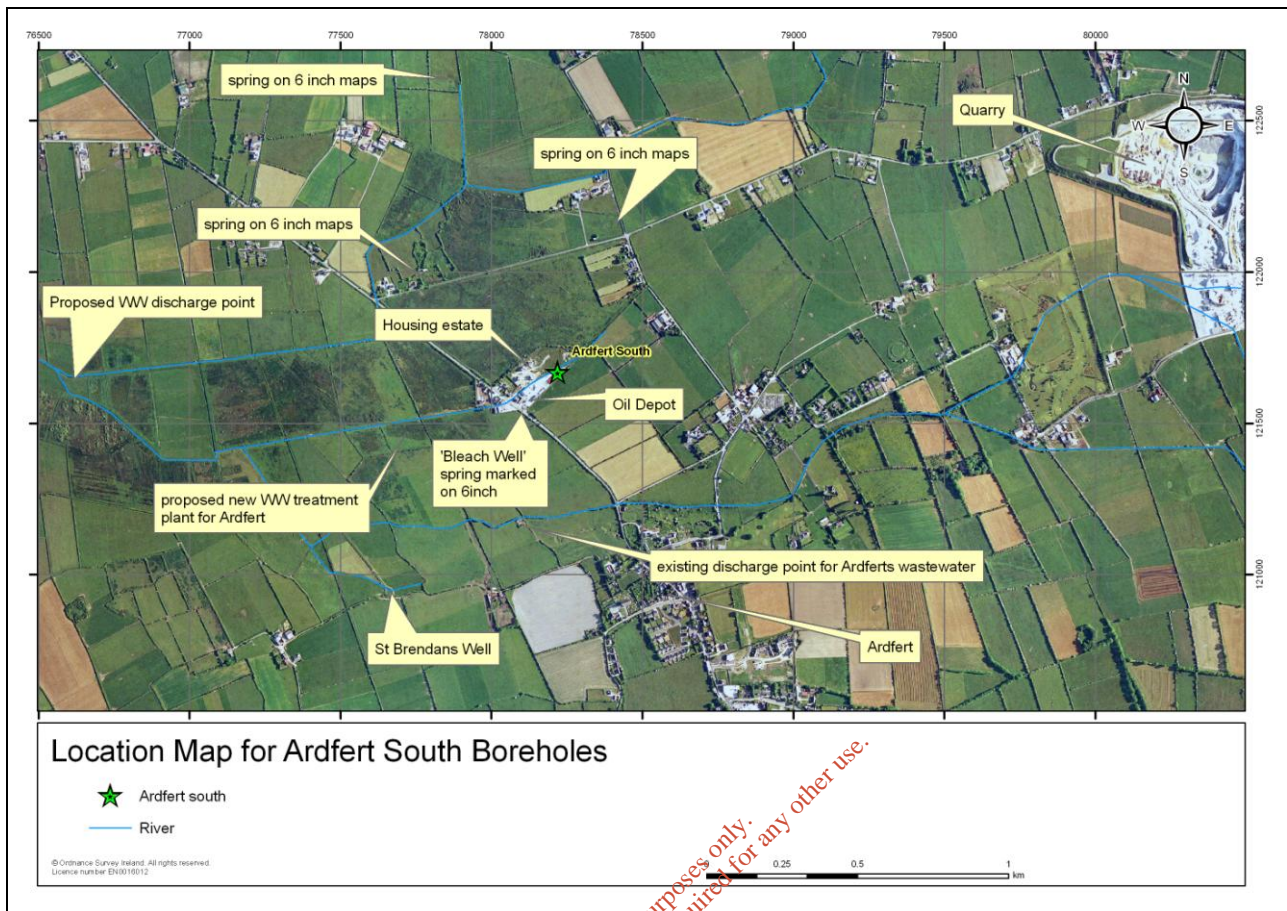 76500 77000 77500 78000 78500 79000 79500 80000
spring on 6 inch maps
Quarry
N
W E
S
122500
spring on 6 inch maps
spring on 6 inch maps
122000
Proposed WW discharge point
Housing estate
Ardfert South
Oil Depot
121500
'Bleach Well'
spring marked
on 6inch
proposed new WW treatment
plant for Ardfert
existing discharge point for Ardferts wastewater
121000
St Brendans Well
Ardfert
Location Map for Ardfert South Boreholes
Ardfert south
River
© Ordnance Survey Ireland. All rights reserved.
Licence number EN0016012
0 0.25 0.5 1
km
only.
for any other use.